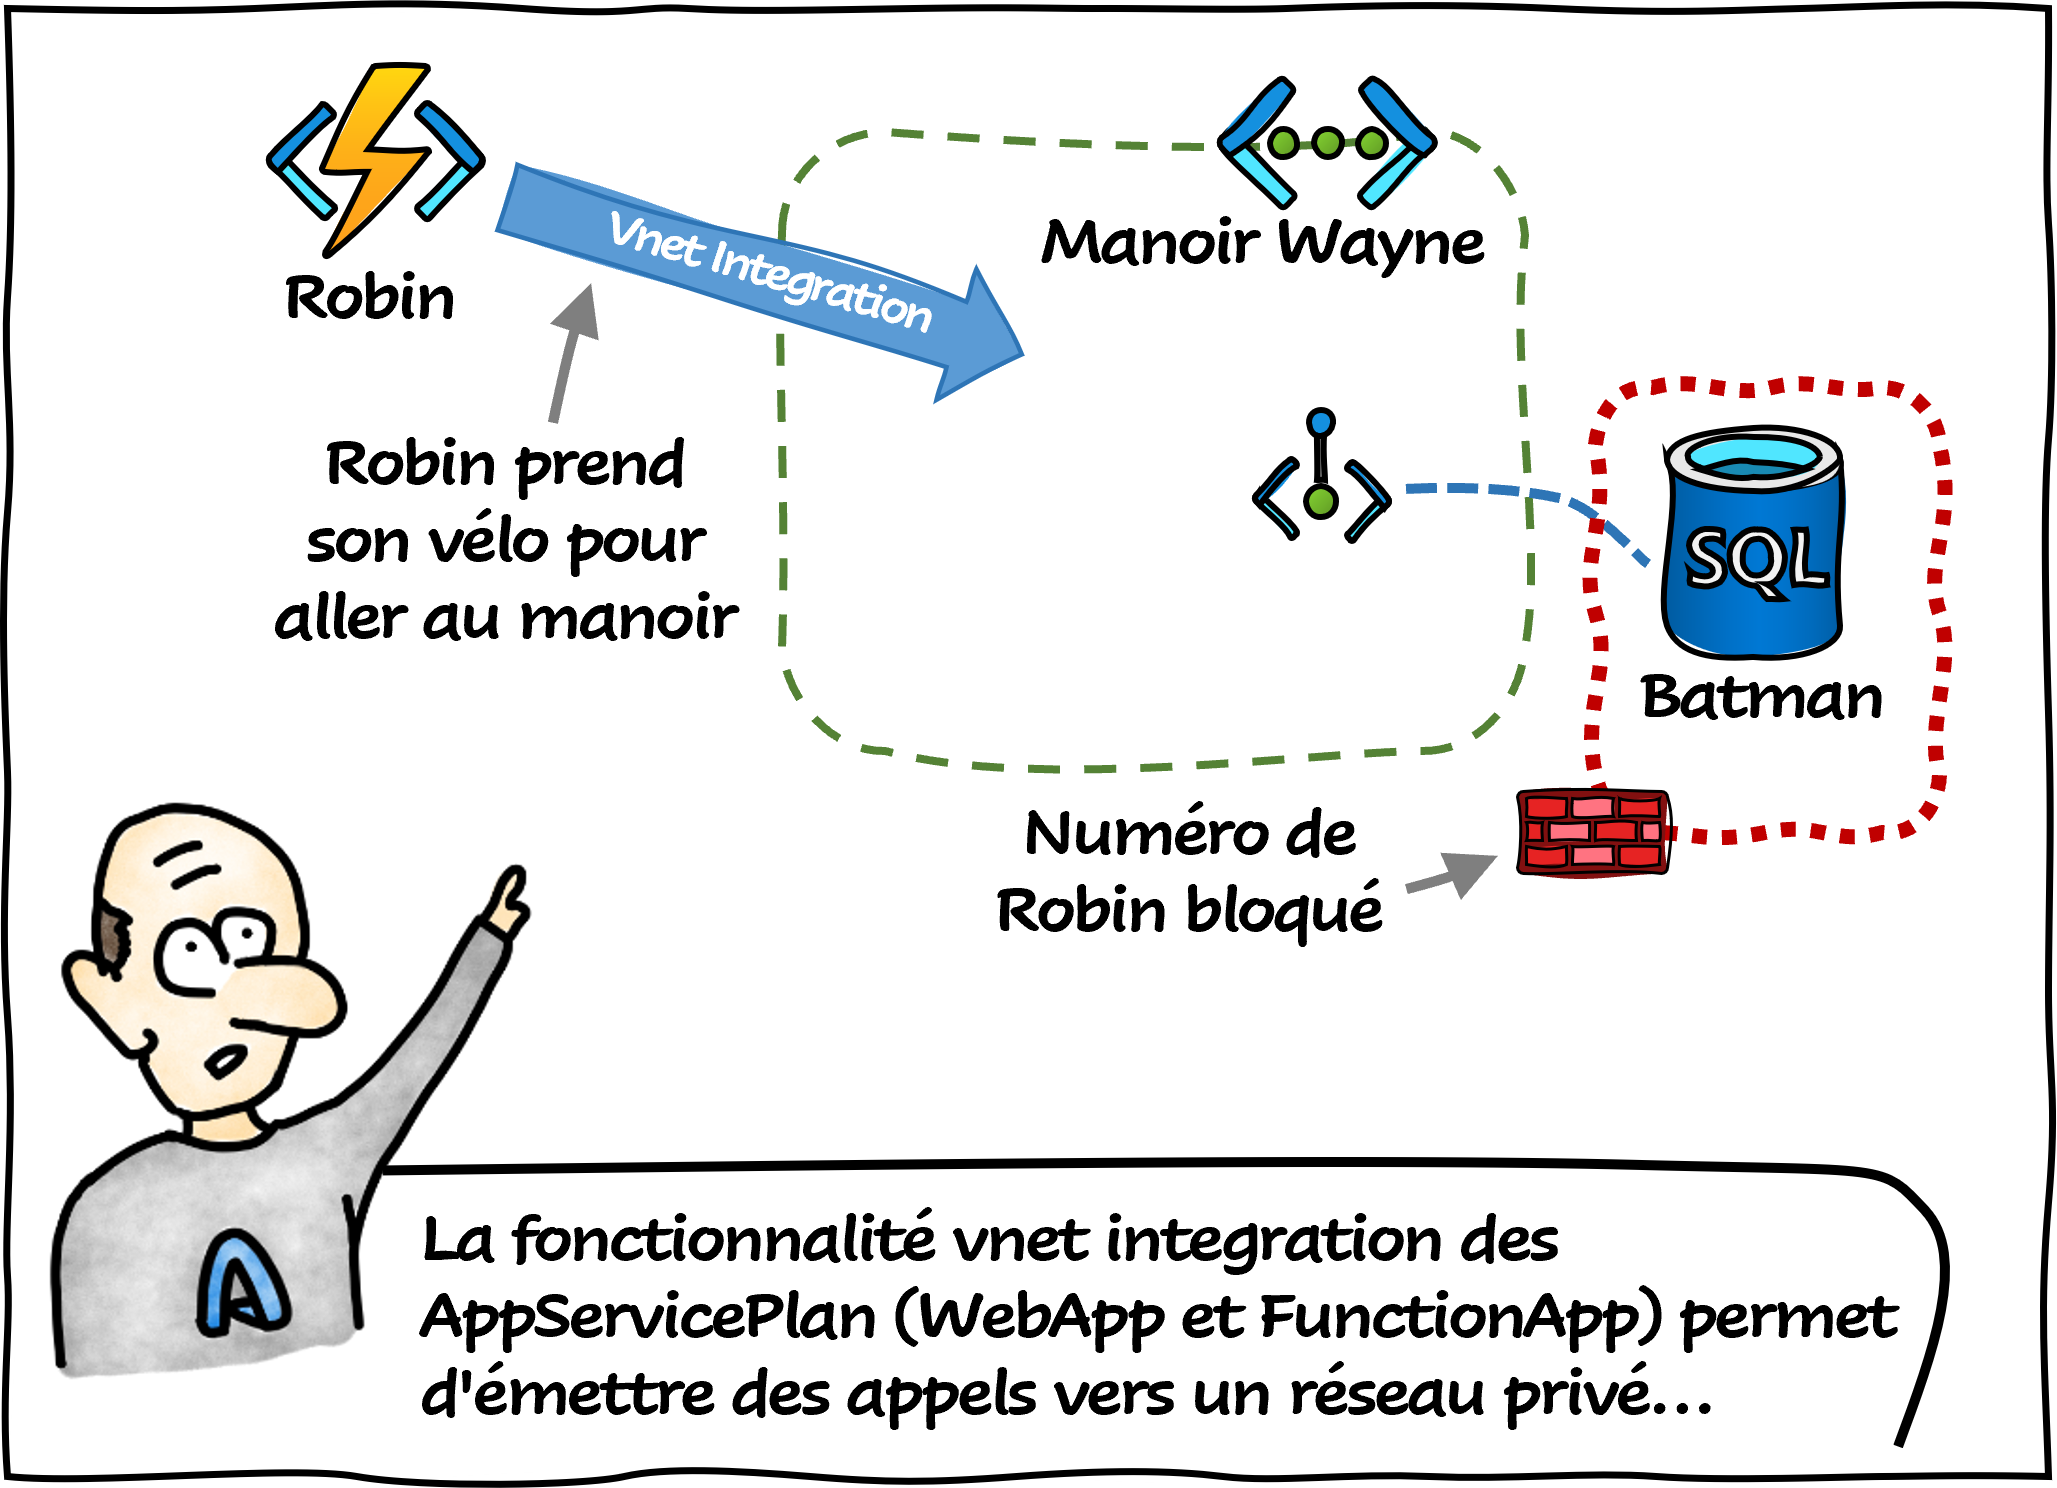 Robin
Vnet Integration
Manoir Wayne
Robin prend
son vélo pour
aller au manoir
SQL
Batman
Numéro de
Robin bloqué
A
La fonctionnalité vnet integration des
AppServicePlan (WebApp et FunctionApp) permet
d'émettre des appels vers un réseau privé...